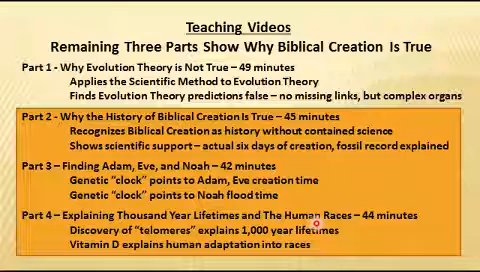 Teaching Videos
Remaining Three Parts Show Why Biblical Creation Is True
Part 1 - Why Evolution Theory is Not True – 49 minutes
Applies the Scientific Method to Evolution Theory
Finds Evolution Theory predictions false – no missing links, but complex organs
Part 2 - Why the History of Biblical Creation Is True – 45 minutes
Recognizes Biblical Creation as history without contained science
Shows scientific support – actual six days of creation, fossil record explained
Part 3 – Finding Adam, Eve, and Noah – 42 minutes
Genetic “clock” points to Adam, Eve creation time
Genetic “clock” points to Noah flood time
Part 4 – Explaining Thousand Year Lifetimes and The Human Races – 44 minutes
Discovery of “telomeres” explains 1,000 year lifetimes
Vitamin D explains human adaptation into races